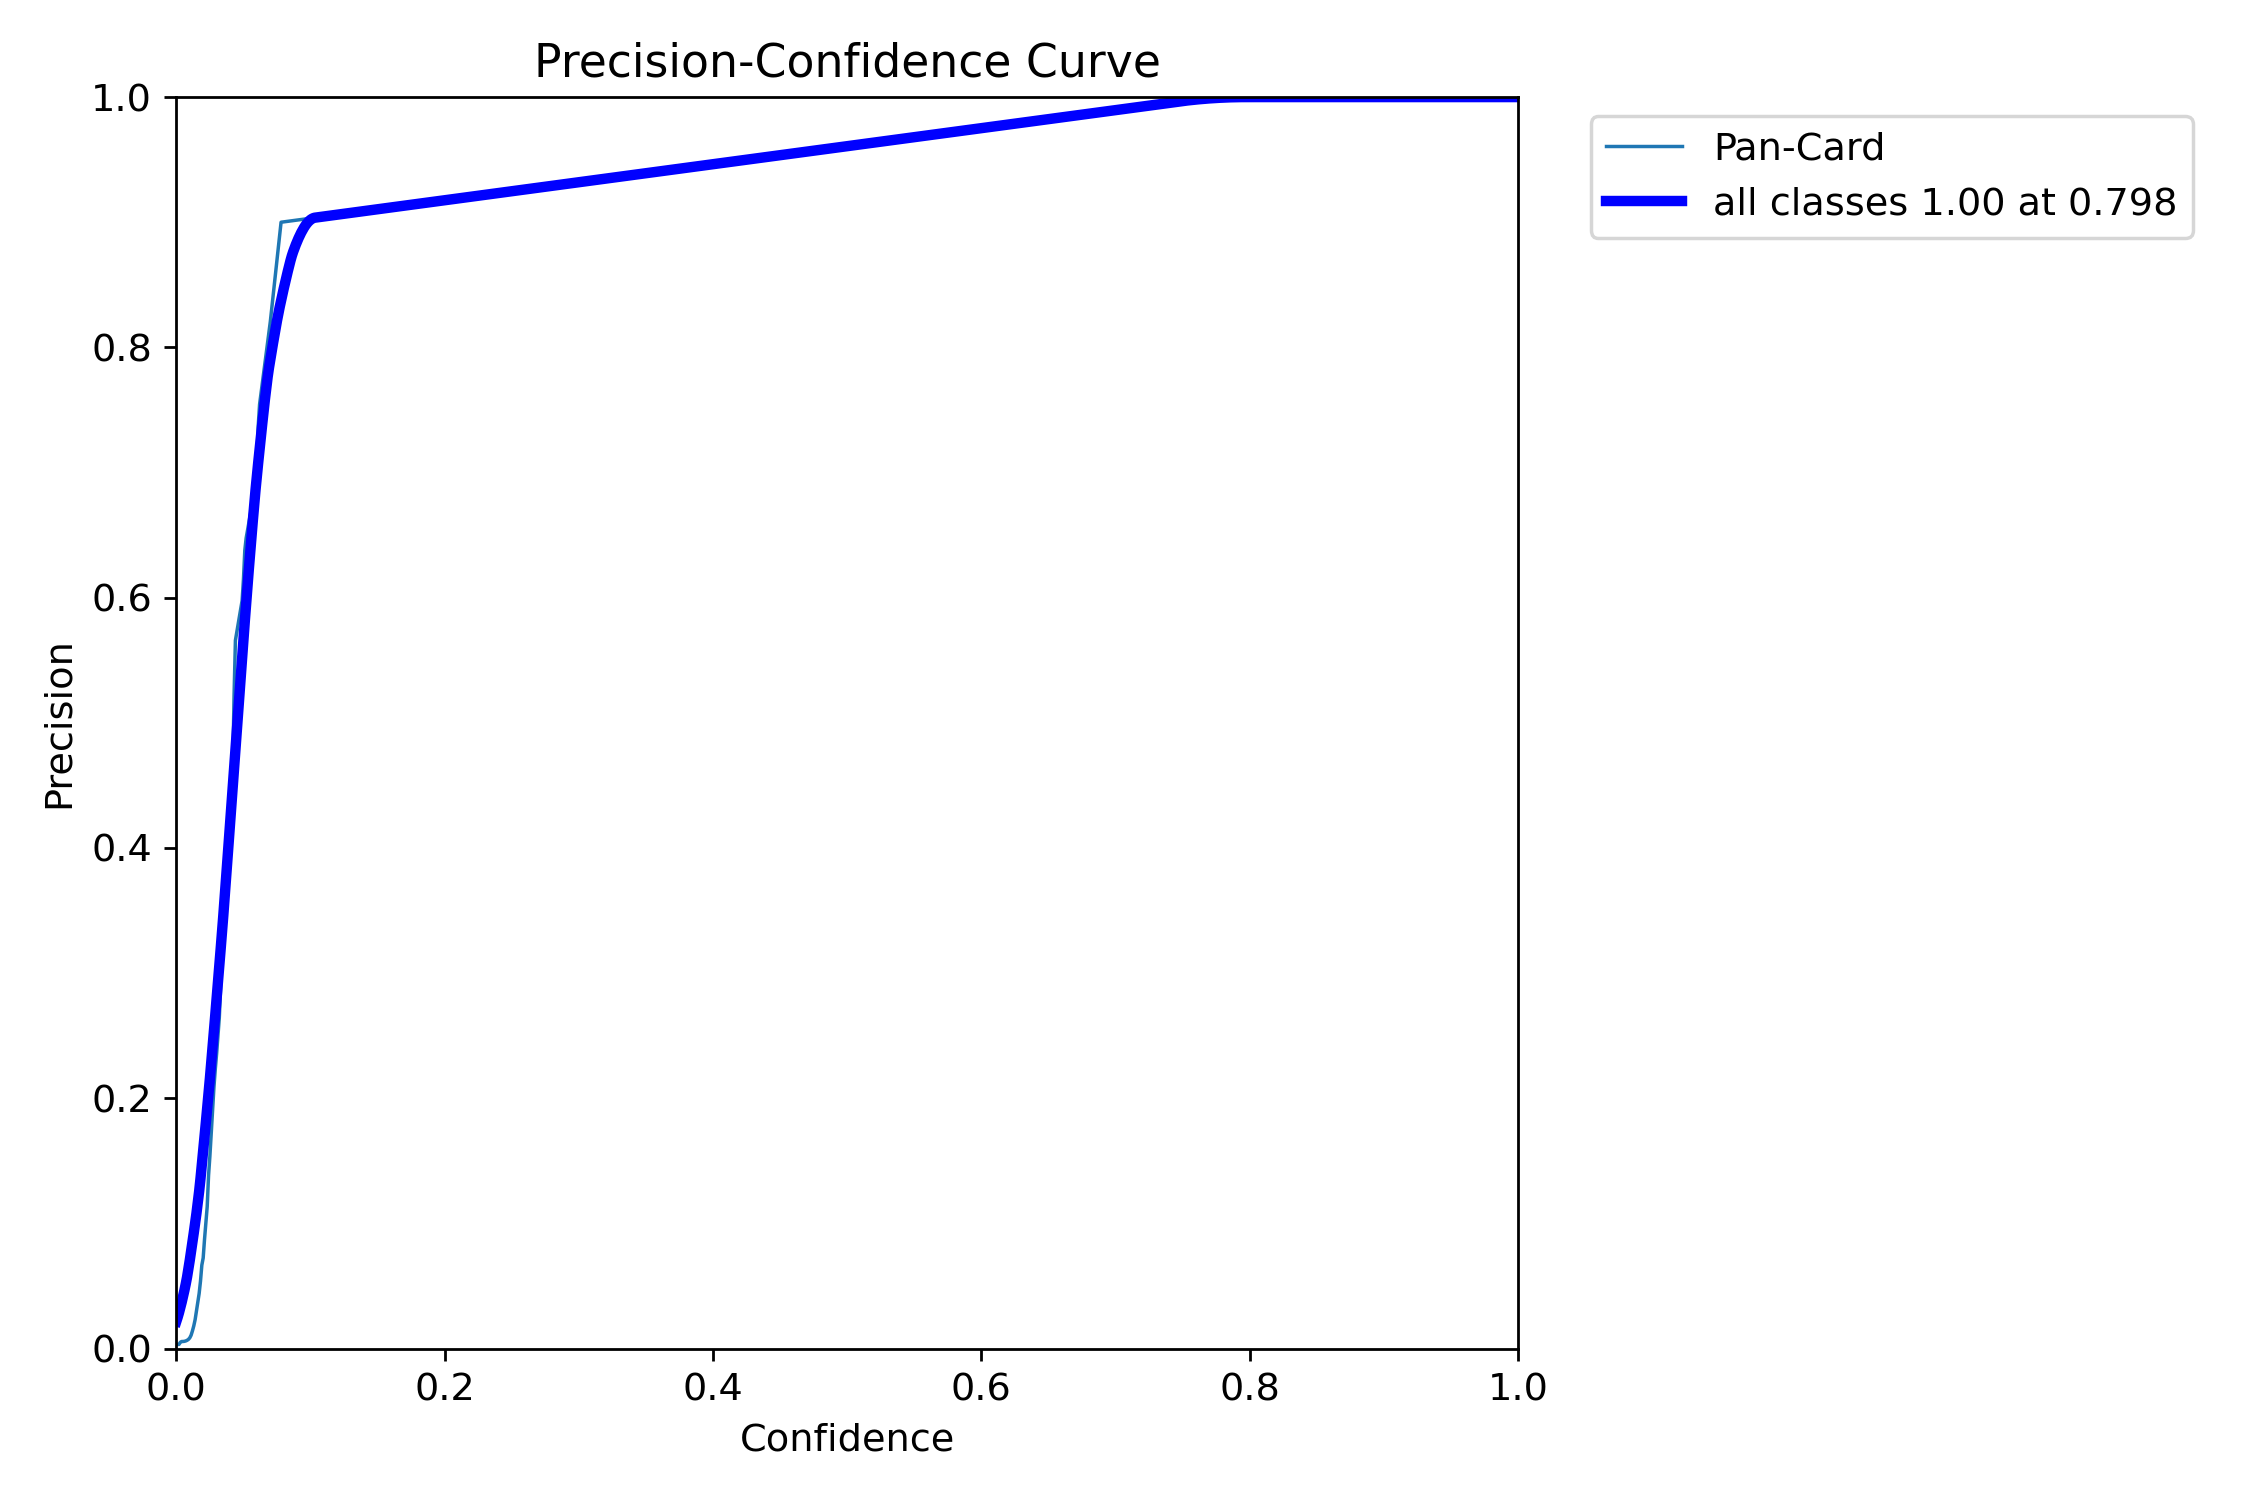 Precision-Confidence Curve
1.0
0.8
0.6
0.4
0.2
0.0
Precision
0.0 0.2 0.4 0.6 0.8 1.0
Confidence
Pan-Card
all classes 1.00 at 0.798